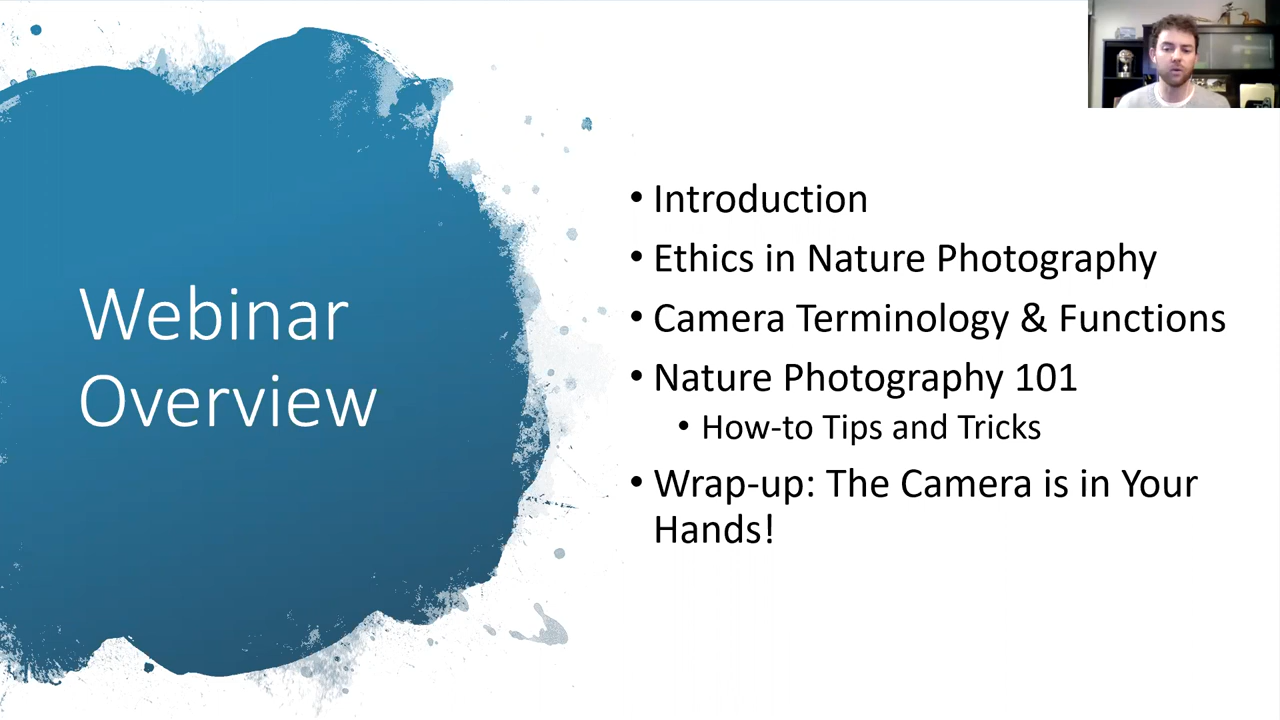 Webinar
Overview
• Introduction
• Ethics in Nature Photography
• Camera Terminology & Functions
• Nature Photography 101
• How-to Tips and Tricks
• Wrap-up: The Camera is in Your
Hands!